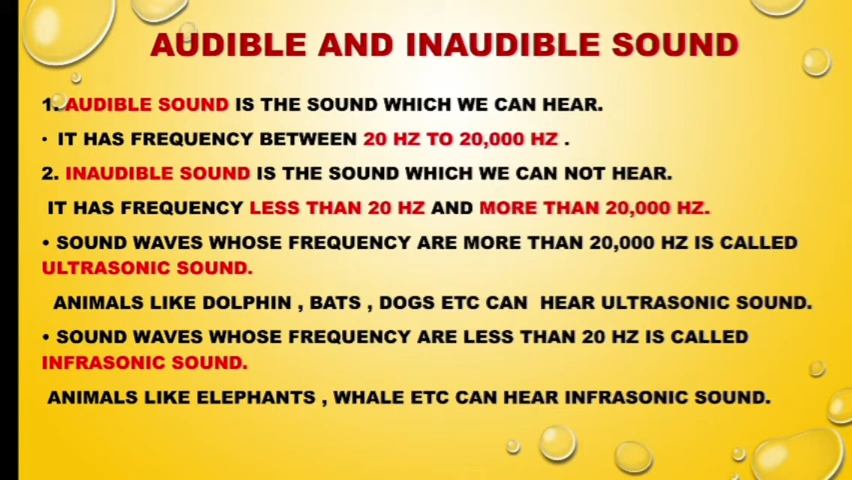 AUDIBLE AND INAUDIBLE SOUND
1. AUDIBLE SOUND IS THE SOUND WHICH WE CAN HEAR.
• IT HAS FREQUENCY BETWEEN 20 HZ TO 20,000 HZ .
2. INAUDIBLE SOUND IS THE SOUND WHICH WE CAN NOT HEAR.
IT HAS FREQUENCY LESS THAN 20 HZ AND MORE THAN 20,000 HZ.
• SOUND WAVES WHOSE FREQUENCY ARE MORE THAN 20,000 HZ IS CALLED
ULTRASONIC SOUND.
ANIMALS LIKE DOLPHIN , BATS , DOGS ETC CAN HEAR ULTRASONIC SOUND.
• SOUND WAVES WHOSE FREQUENCY ARE LESS THAN 20 HZ IS CALLED
INFRASONIC SOUND.
ANIMALS LIKE ELEPHANTS , WHALE ETC CAN HEAR INFRASONIC SOUND.